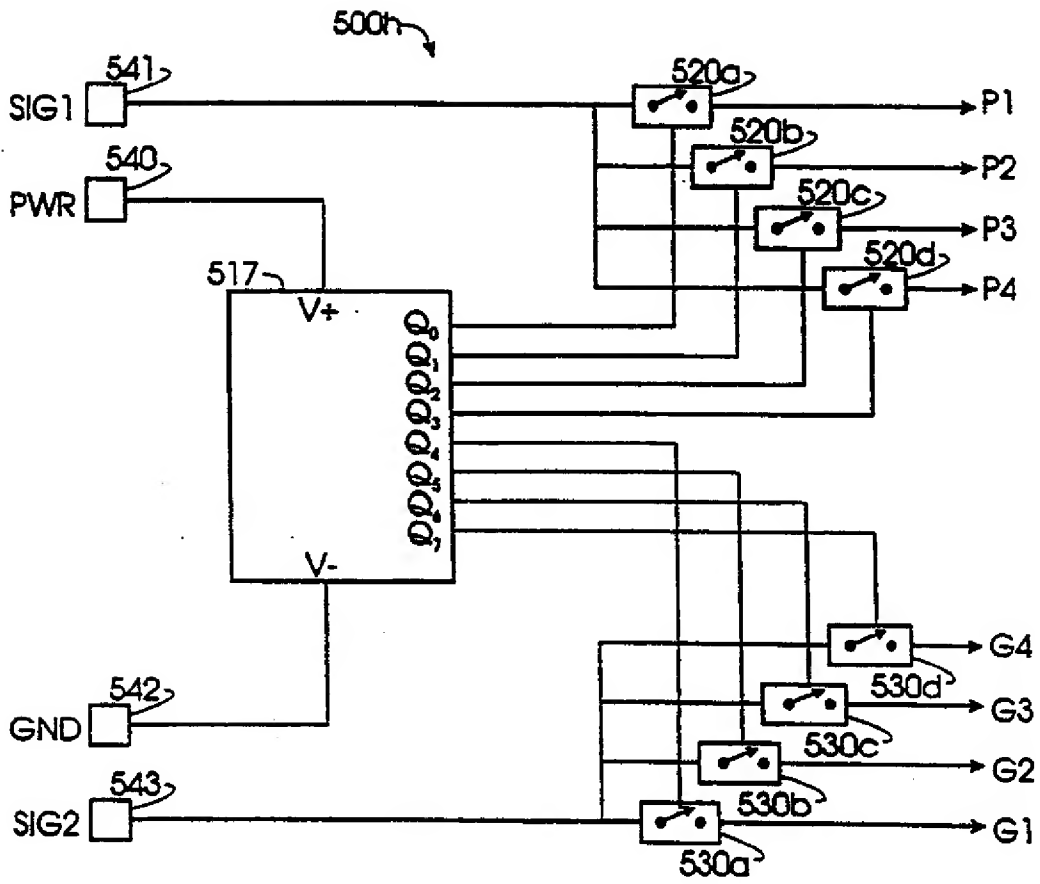 500h
541
SIG1
520a
P1
520b
P2
540
PWR
520c
P3
520d
P4
517
V+
Q0
Q1
Q2
Q3
Q4
Q5
Q6
Q7
V-
G4
530d
G3
530c
G2
530b
G1
530a
542
GND
543
SIG2